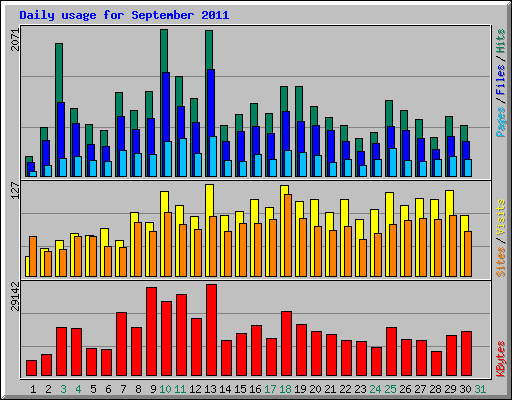 Daily usage for September 2011
2071
Pages / Files / Hits
127
Sites / Visits
29142
KBytes
1 2 3 4 5 6 7 8 9 10 11 12 13 14 15 16 17 18 19 20 21 22 23 24 25 26 27 28 29 30 31